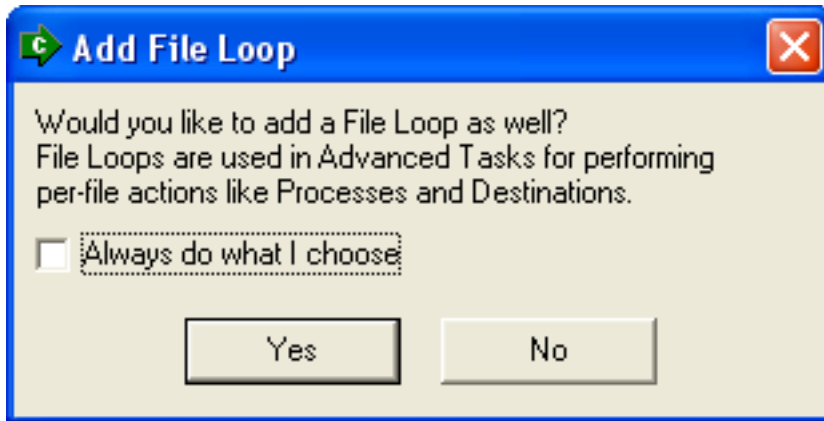 C Add File Loop
Would you like to add a File Loop as well?
File Loops are used in Advanced Tasks for performing
per-file actions like Processes and Destinations.
Always do what I choose
Yes No